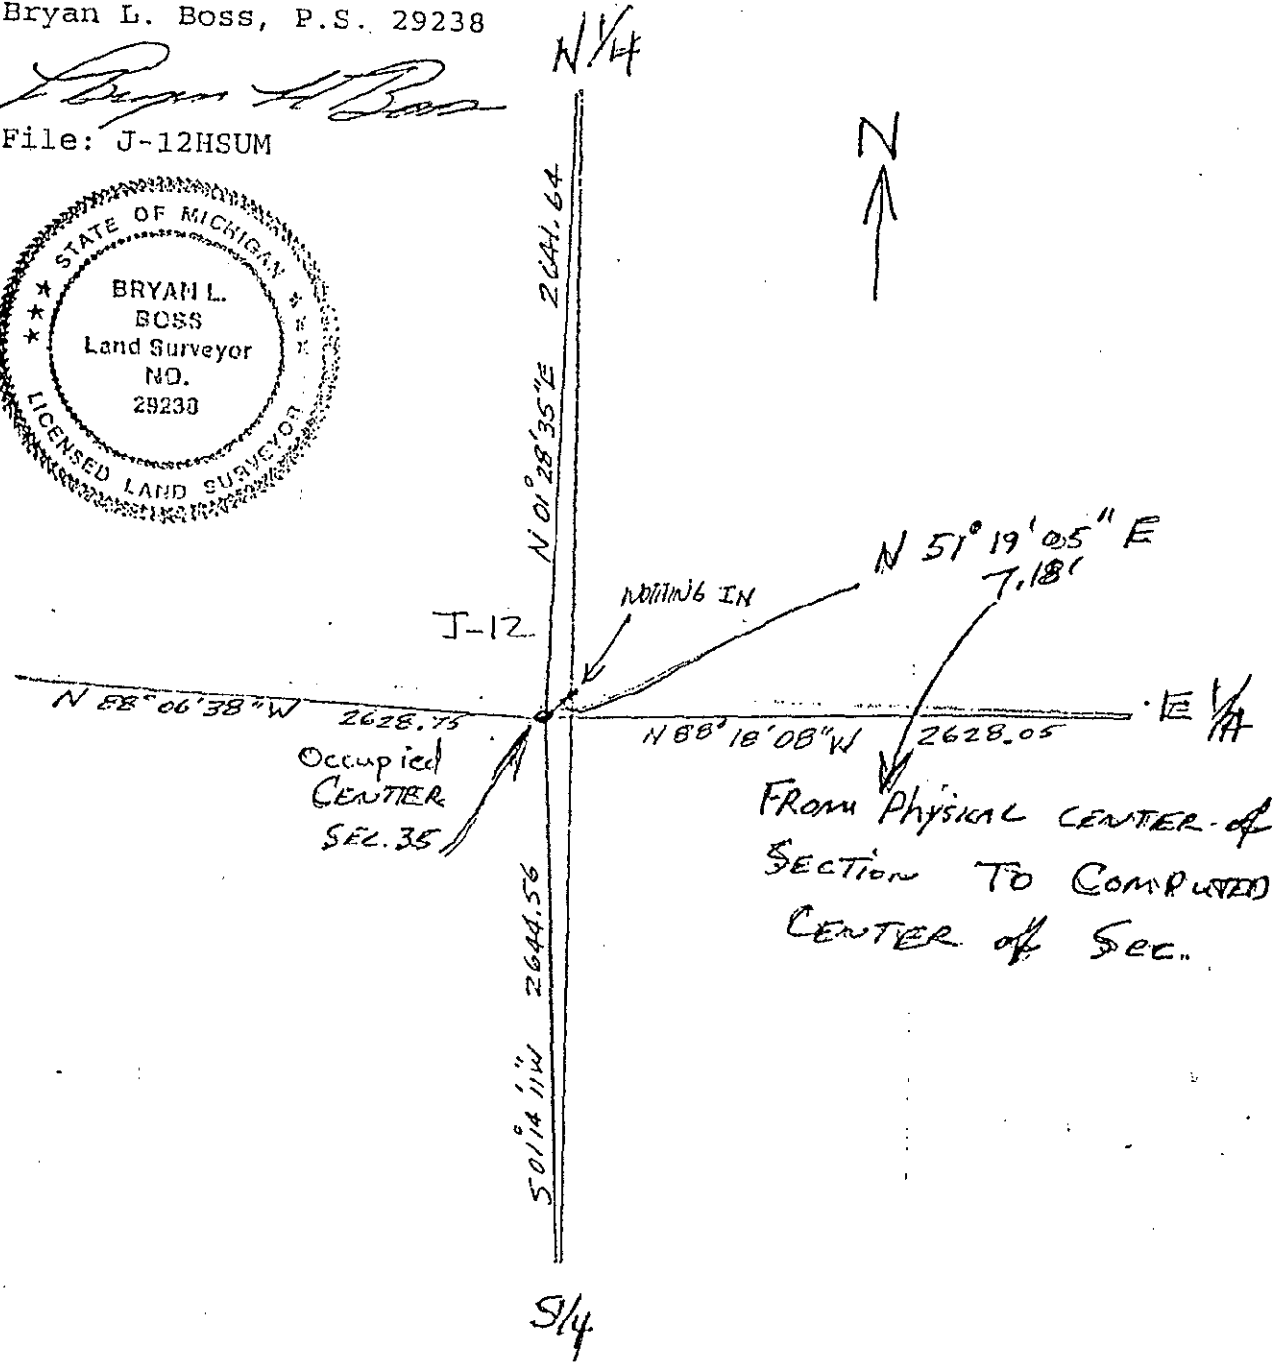 Bryan L. Boss, P.S. 29238
File: J-12HSUM
STATE OF MICHIGAN
BRYAN L.
BOSS
Land Surveyor
NO.
29238
LICENSED LAND SURVEYOR
N 1/4
N
2641.64
N 01° 28' 35" E
N 51° 19' 05" E
7.18'
NOTHING IN
J-12
N 88° 06' 38" W 2628.75
N 88° 18' 08" W 2628.05
E 1/4
Occupied
CENTER
SEC. 35
FROM Physical CENTER of
SECTION TO COMPUTED
CENTER of Sec.
S 01° 14' 11" W 2644.56
S 1/4